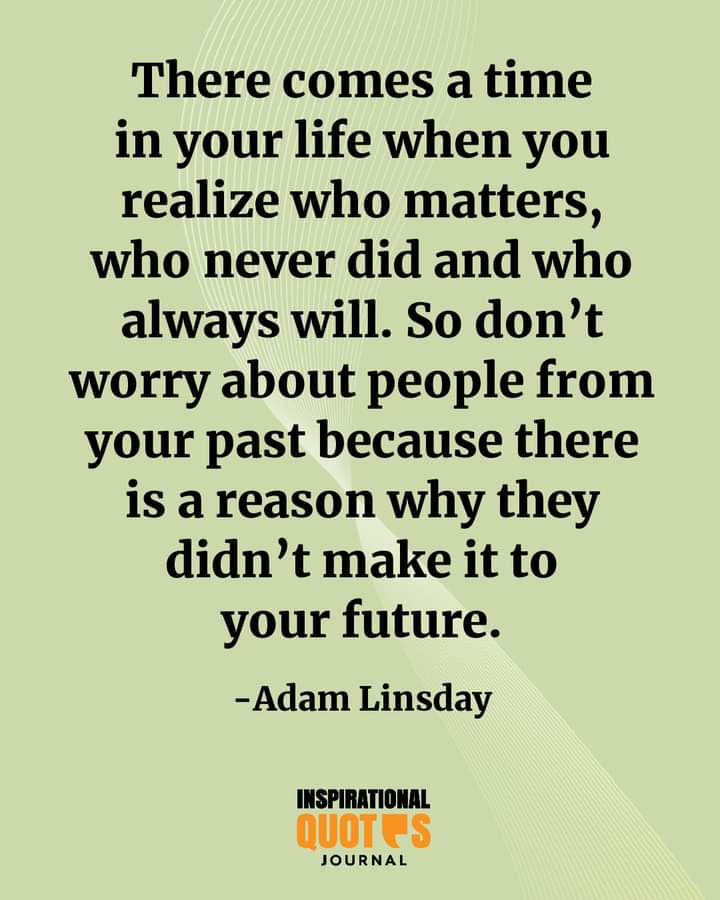 There comes a time
in your life when you
realize who matters,
who never did and who
always will. So don’t
worry about people from
your past because there
is a reason why they
didn’t make it to
your future.
-Adam Linsday
INSPIRATIONAL
QUOTES
JOURNAL